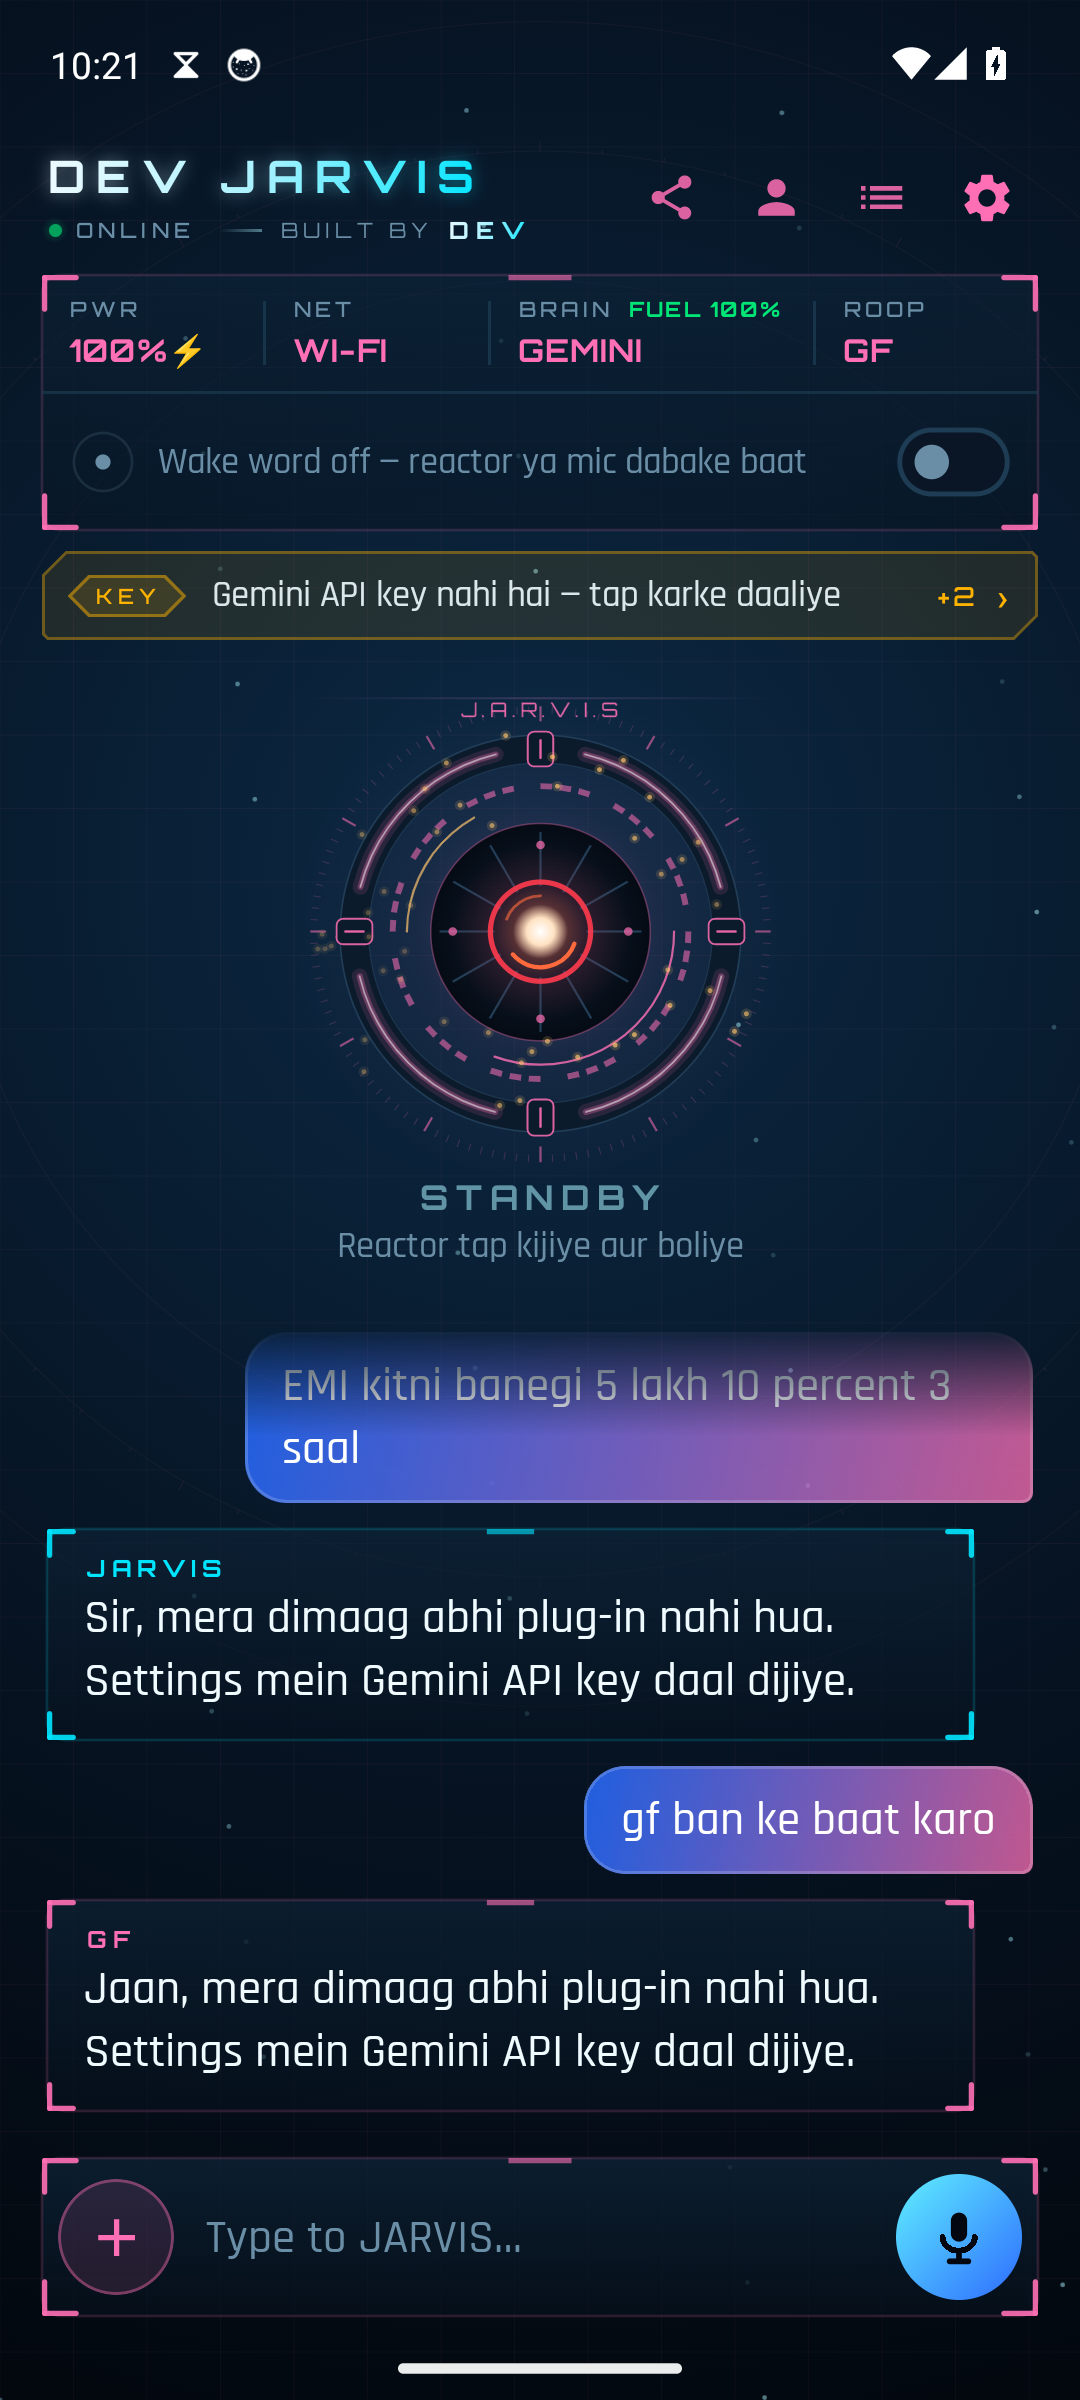 10:21
DEV JARVIS
ONLINE — BUILT BY DEV
PWR NET BRAIN FUEL 100% ROOP
100%⚡ WI-FI GEMINI GF
Wake word off – reactor ya mic dabake baat
KEY Gemini API key nahi hai – tap karke daaliye +2 ›
J.A.R.V.I.S
STANDBY
Reactor tap kijiye aur boliye
EMI kitni banegi 5 lakh 10 percent 3
saal
JARVIS
Sir, mera dimaag abhi plug-in nahi hua.
Settings mein Gemini API key daal dijiye.
gf ban ke baat karo
GF
Jaan, mera dimaag abhi plug-in nahi hua.
Settings mein Gemini API key daal dijiye.
Type to JARVIS...